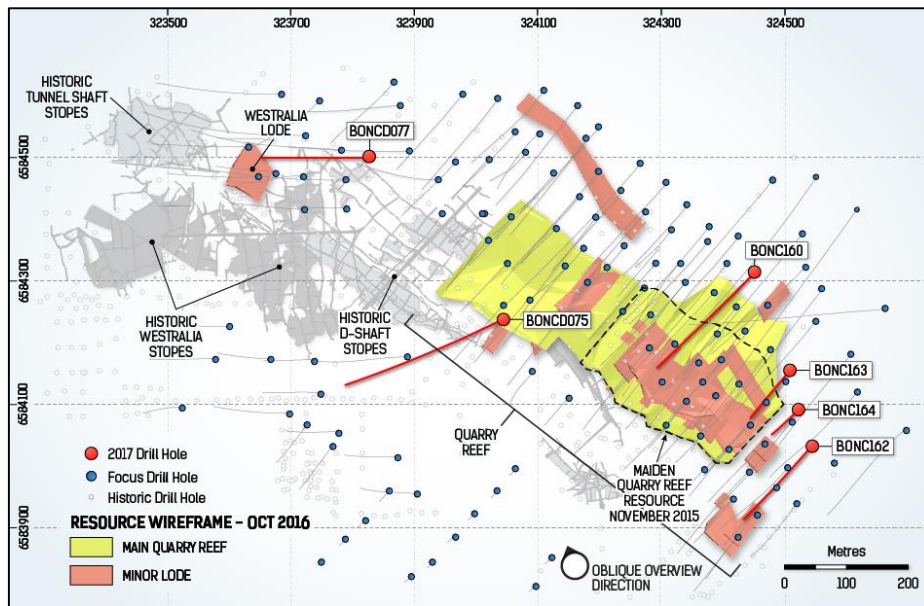 323500 323700 323900 324100 324300 324500
HISTORIC
TUNNEL SHAFT
STOPES
WESTRALIA
LODE
BONCD077
6584500
BONC160
6584300
HISTORIC
WESTRALIA
STOPES
HISTORIC
D-SHAFT
STOPES
BONCD075
BONC163
6584100
BONC164
QUARRY
REEF
BONC162
MAIDEN
QUARRY REEF
RESOURCE
NOVEMBER 2015
2017 Drill Hole
Focus Drill Hole
Historic Drill Hole
6583900
RESOURCE WIREFRAME – OCT 2016
MAIN QUARRY REEF
MINOR LODE
OBLIQUE OVERVIEW
DIRECTION
Metres
0 100 200